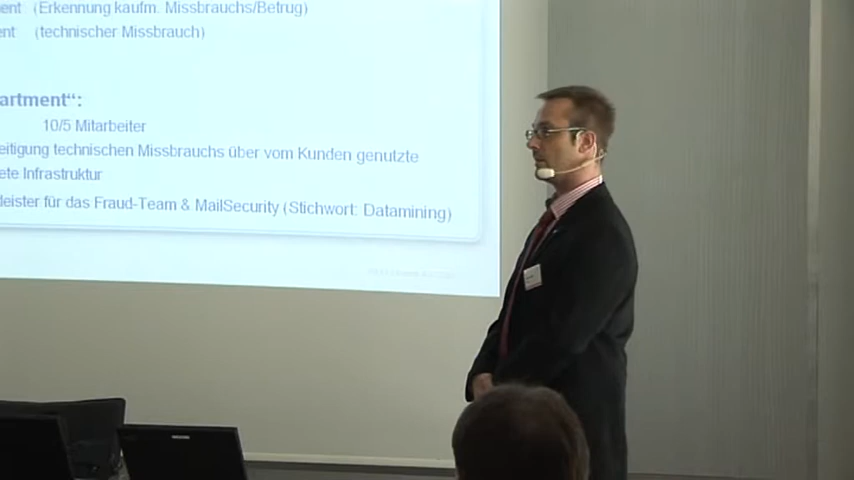 ent (Erkennung kaufm. Missbrauchs/Betrug)
ent (technischer Missbrauch)
artment“:
10/5 Mitarbeiter
eitigung technischen Missbrauchs über vom Kunden genutzte
ete Infrastruktur
leister für das Fraud-Team & MailSecurity (Stichwort: Datamining)